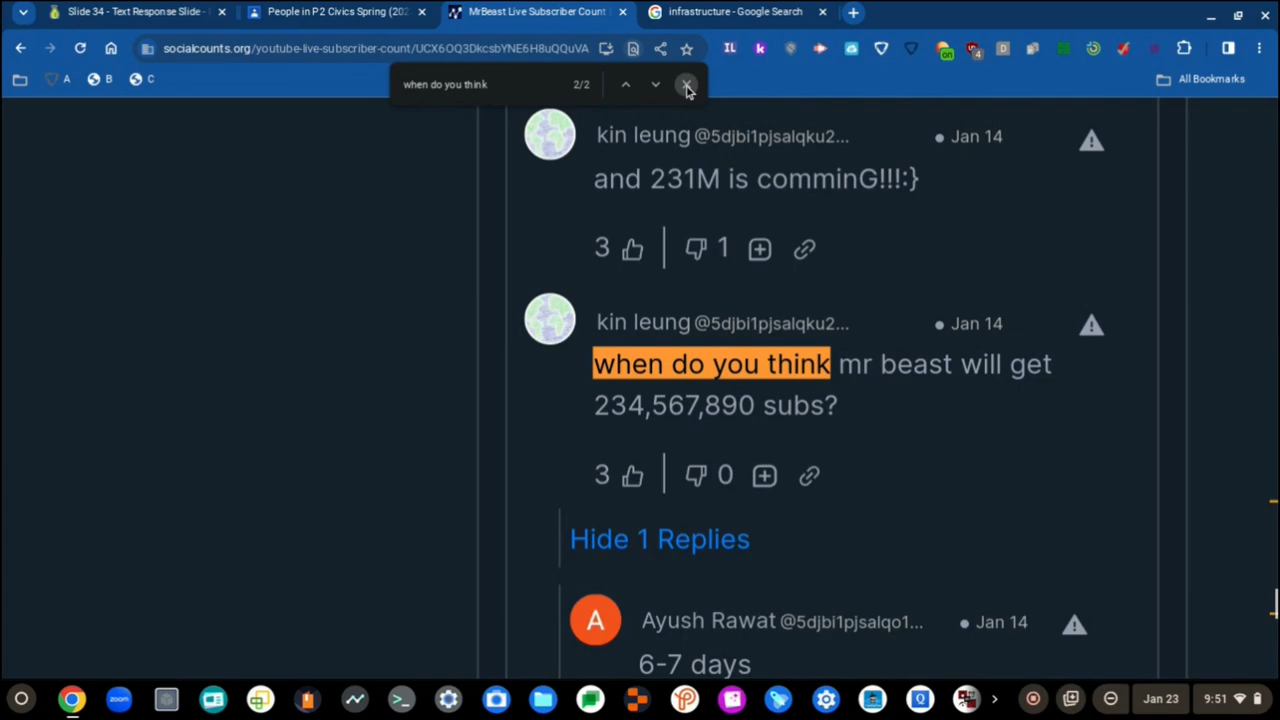 Slide 34 - Text Response Slide -
People in P2 Civics Spring (202
MrBeast Live Subscriber Count
infrastructure - Google Search
socialcounts.org/youtube-live-subscriber-count/UCX6OQ3DkcsbYNE6H8uQQuVA
IL
k
on
4
D
A
B
C
All Bookmarks
when do you think
2/2
kin leung @5djbi1pjsalqku2...
Jan 14
and 231M is comminG!!!:}
3
1
kin leung @5djbi1pjsalqku2...
Jan 14
when do you think mr beast will get
234,567,890 subs?
3
0
Hide 1 Replies
A
Ayush Rawat @5djbi1pjsalqo1...
Jan 14
6-7 days
zoom
Q
Jan 23
9:51